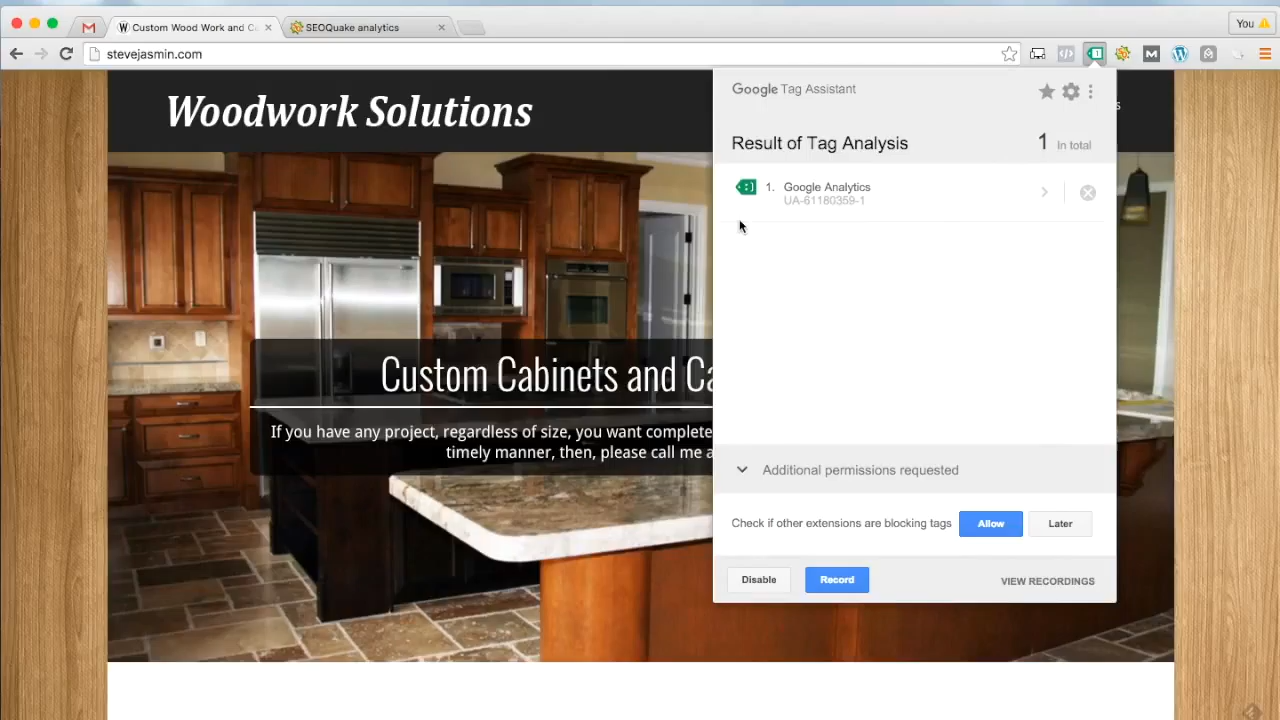 Custom Wood Work and C
SEOQuake analytics
You
stevejasmin.com
Woodwork Solutions
Google Tag Assistant
s
Result of Tag Analysis
1 In total
1. Google Analytics
UA-61180359-1
Custom Cabinets and Ca
If you have any project, regardless of size, you want complete
timely manner, then, please call me a
Additional permissions requested
Check if other extensions are blocking tags
Allow
Later
Disable
Record
VIEW RECORDINGS